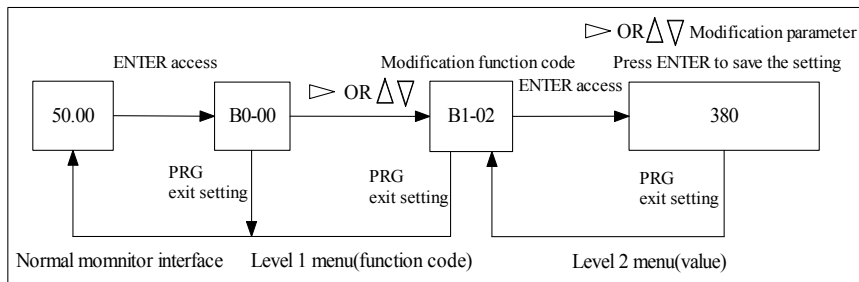 ▷ OR △ ▽ Modification parameter
ENTER access
Modification function code
Press ENTER to save the setting
▷ OR △ ▽
ENTER access
50.00
B0-00
B1-02
380
PRG
exit setting
PRG
exit setting
PRG
exit setting
Normal momnitor interface
Level 1 menu(function code)
Level 2 menu(value)